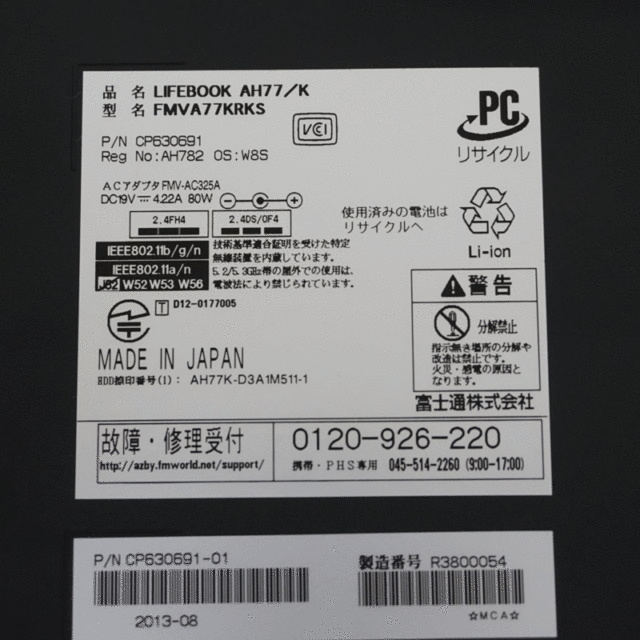 品 名 LIFEBOOK AH77/K
型 名 FMVA77KRKS
P/N CP630691
Reg No:AH782 OS:W8S
VCCI
PC
リサイクル
ACアダプタ FMV-AC325A
DC19V 4.22A 80W
2.4FH4 2.4DS/OF4
使用済みの電池は
リサイクルへ
Li-ion
IEEE802.11b/g/n
IEEE802.11a/n
J52 W52 W53 W56
技術基準適合証明を受けた特定
無線装置を内蔵しています。
5.2/5.3GHz帯の屋外での使用は、
電波法により禁じられています。
T D12-0177005
警告
分解禁止
指示無き場所の分解や
改造は禁止です。
火災・感電の原因と
なります。
MADE IN JAPAN
HDD捺印番号(1): AH77K-D3A1M511-1
富士通株式会社
故障・修理受付
http://azby.fmworld.net/support/
0120-926-220
携帯・PHS専用 045-514-2260 (9:00-17:00)
P/N CP630691-01
製造番号 R3800054
2013-08
☆MCA☆